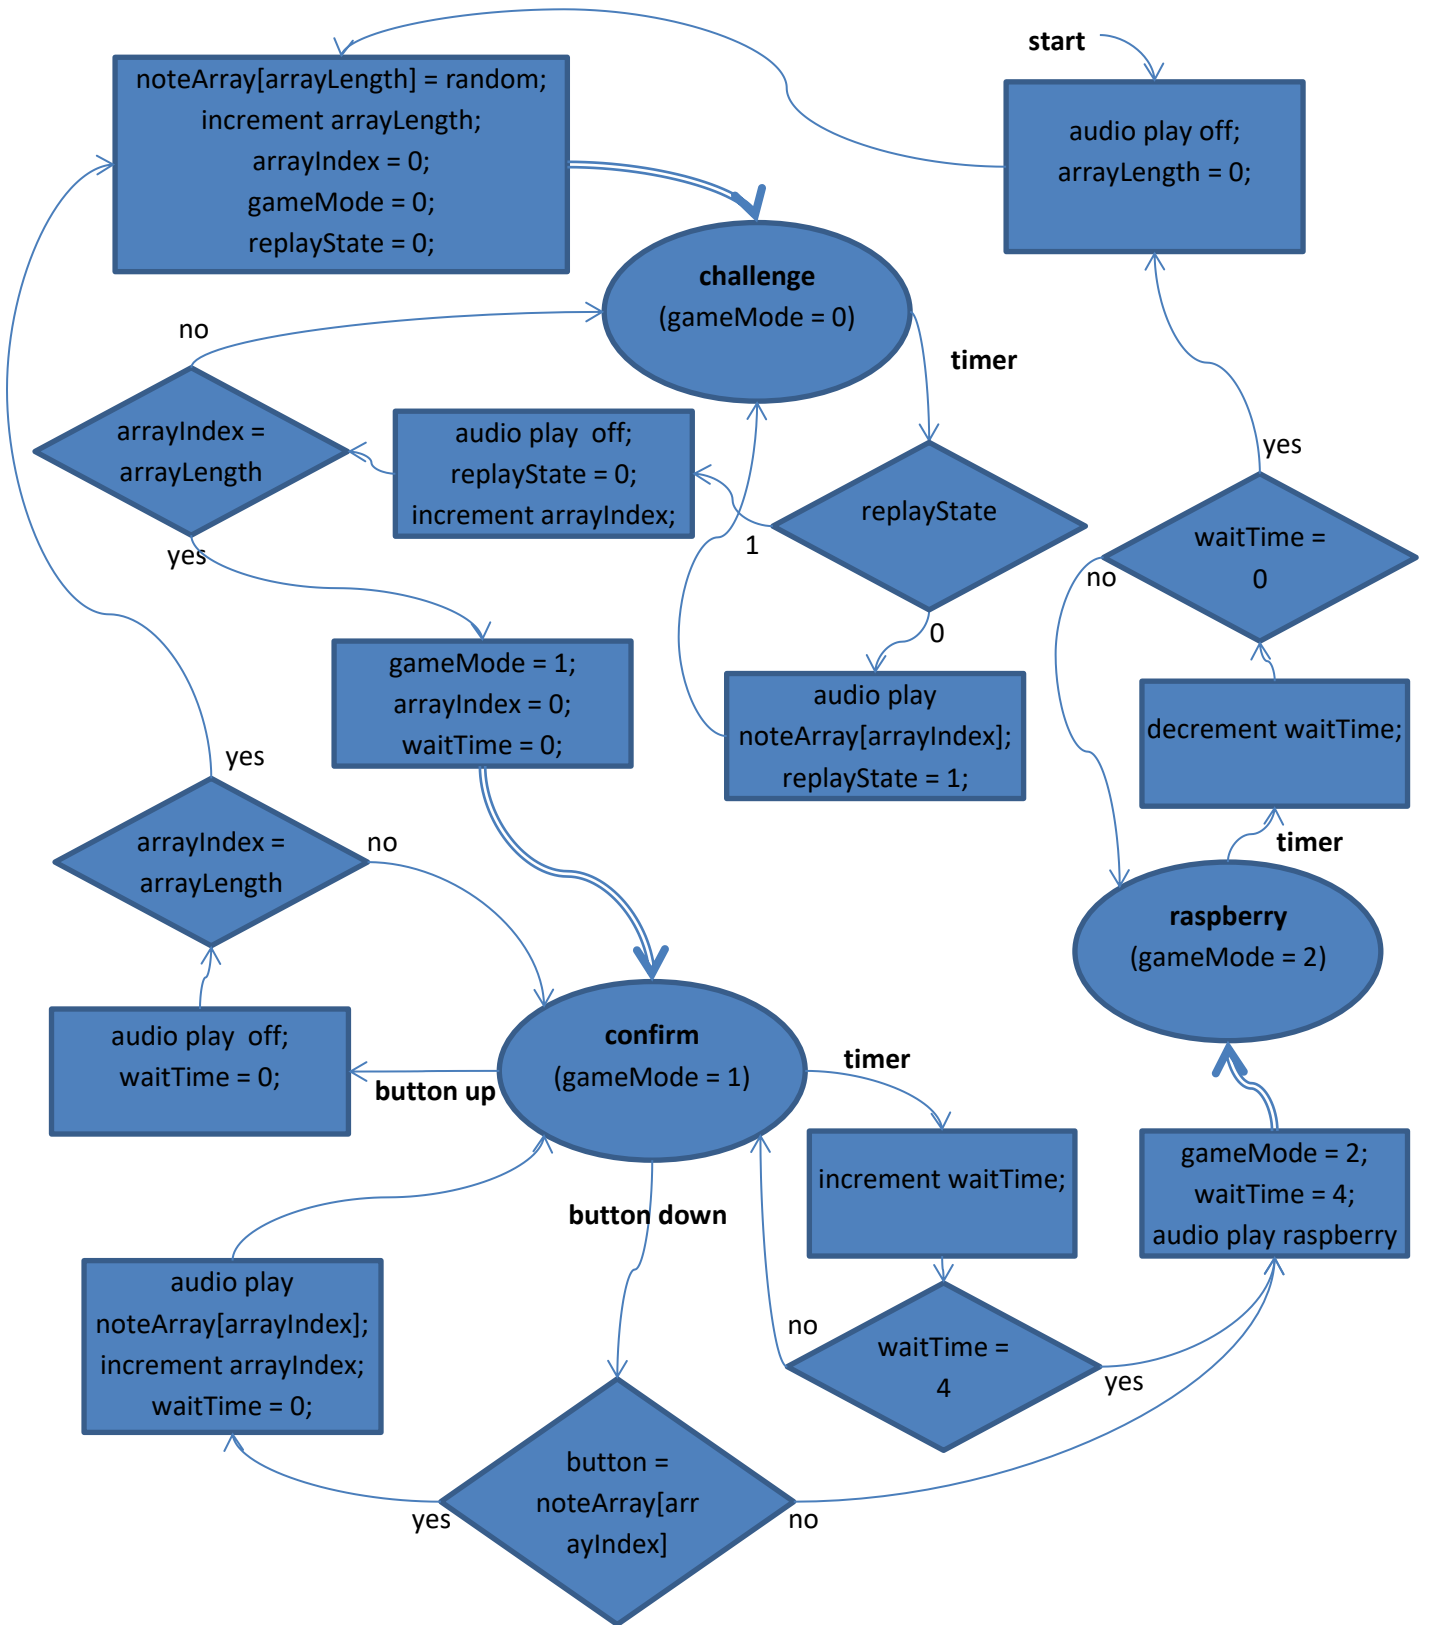 start
noteArray[arrayLength] = random;
increment arrayLength;
arrayIndex = 0;
gameMode = 0;
replayState = 0;
audio play off;
arrayLength = 0;
challenge
(gameMode = 0)
no
timer
arrayIndex =
arrayLength
audio play  off;
replayState = 0;
increment arrayIndex;
replayState
yes
waitTime =
0
yes
1
no
0
gameMode = 1;
arrayIndex = 0;
waitTime = 0;
audio play
noteArray[arrayIndex];
replayState = 1;
decrement waitTime;
yes
arrayIndex =
arrayLength
no
timer
raspberry
(gameMode = 2)
audio play  off;
waitTime = 0;
button up
confirm
(gameMode = 1)
timer
increment waitTime;
gameMode = 2;
waitTime = 4;
audio play raspberry
button down
audio play
noteArray[arrayIndex];
increment arrayIndex;
waitTime = 0;
no
waitTime =
4
yes
button =
noteArray[arr
ayIndex]
yes
no